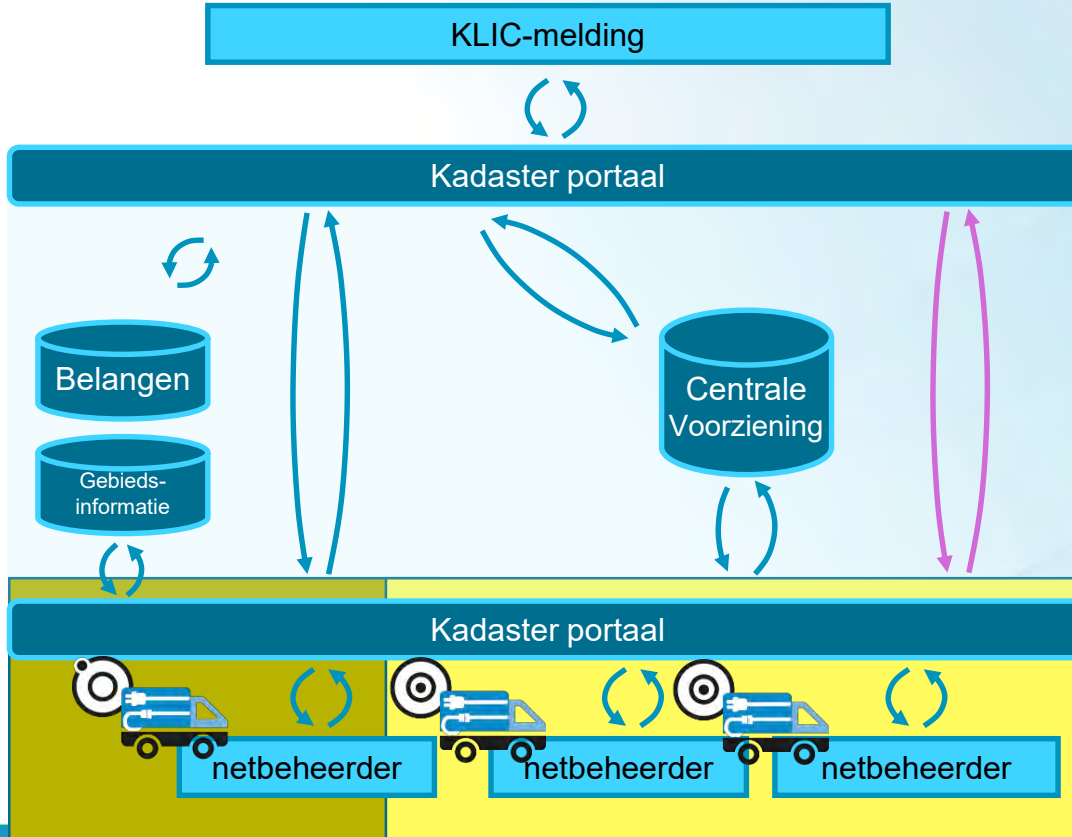 KLIC-melding
Kadaster portaal
Belangen
Gebieds-
informatie
Centrale
Voorziening
Kadaster portaal
netbeheerder
netbeheerder
netbeheerder